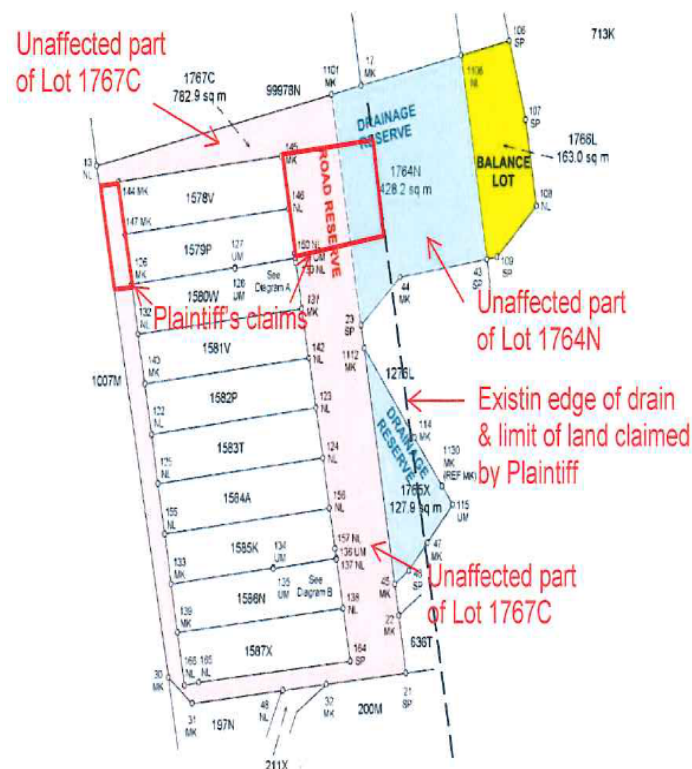 Unaffected part
of Lot 1767C
1767C
782.9 sq m
99978N
1101
MK
17
MK
106
SP
713K
1106
NL
107
SP
1766L
163.0 sq m
108
NL
BALANCE
LOT
109
SP
43
SP
DRAINAGE
RESERVE
1764N
428.2 sq m
ROAD RESERVE
13
NL
145
MK
144 MK
1578V
146
NL
147 MK
1579P
127
UM
150 NL
UM
NL
106
MK
128
UM
See
Diagram A
1580W
Plaintiff's claims
44
MK
Unaffected part
of Lot 1764N
132
NL
131
MK
23
SP
1581V
1112
MK
142
NL
1276L
143
MK
1007M
1582P
123
NL
122
NL
Existin edge of drain
& limit of land claimed
by Plaintiff
DRAINAGE
RESERVE
114
MK
1583T
124
NL
1130
MK
(REF MK)
125
NL
1765X
127.9 sq m
115
UM
1584A
156
NL
155
NL
1585K
134
UM
157 NL
136 UM
137 NL
47
MK
46
SP
45
MK
Unaffected part
of Lot 1767C
133
MK
135
UM
See
Diagram B
1586N
138
NL
22
MK
139
MK
1587X
164
SP
636T
166
NL
165
NL
30
MK
31
MK
197N
48
NL
32
MK
200M
21
SP
211X